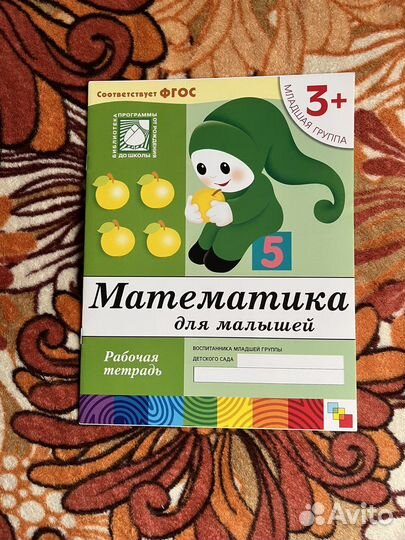 Соответствует ФГОС
3+
МЛАДШАЯ ГРУППА
БИБЛИОТЕКА ПРОГРАММЫ
ОТ РОЖДЕНИЯ
ДО ШКОЛЫ
5
Математика
для малышей
Рабочая
тетрадь
ВОСПИТАННИКА МЛАДШЕЙ ГРУППЫ
ДЕТСКОГО САДА
Avito